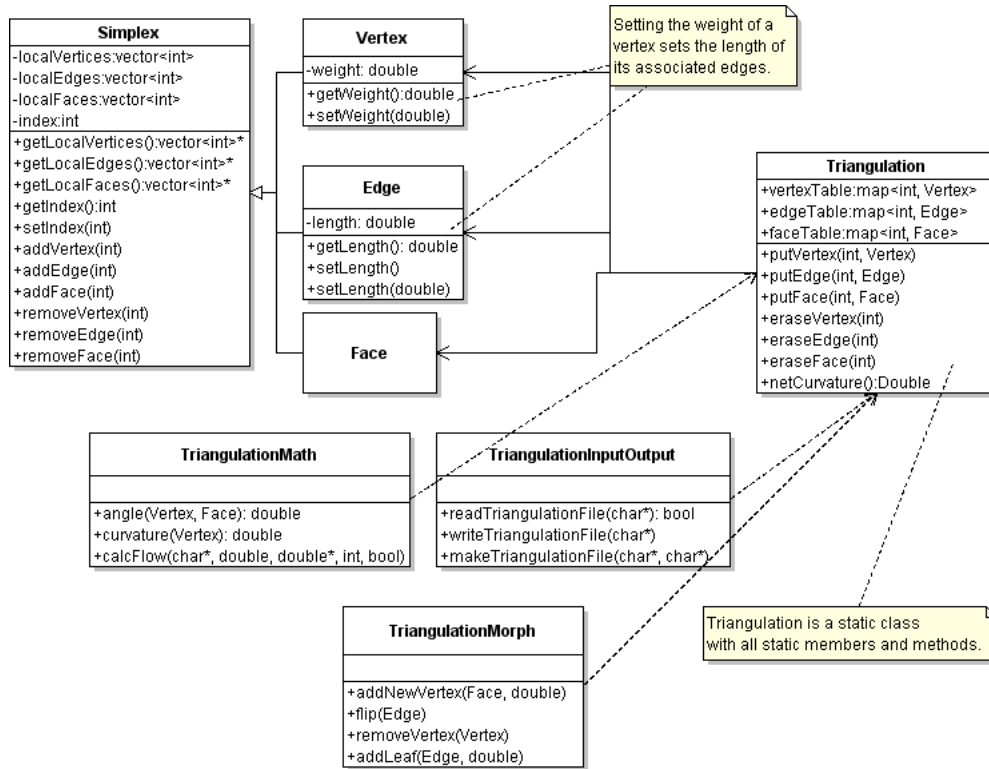 Simplex
-localVertices:vector<int>
-localEdges:vector<int>
-localFaces:vector<int>
-index:int
+getLocalVertices():vector<int>*
+getLocalEdges():vector<int>*
+getLocalFaces():vector<int>*
+getIndex():int
+setIndex(int)
+addVertex(int)
+addEdge(int)
+addFace(int)
+removeVertex(int)
+removeEdge(int)
+removeFace(int)
Vertex
-weight: double
+getWeight():double
+setWeight(double)
Setting the weight of a
vertex sets the length of
its associated edges.
Edge
-length: double
+getLength(): double
+setLength()
+setLength(double)
Face
Triangulation
+vertexTable:map<int, Vertex>
+edgeTable:map<int, Edge>
+faceTable:map<int, Face>
+putVertex(int, Vertex)
+putEdge(int, Edge)
+putFace(int, Face)
+eraseVertex(int)
+eraseEdge(int)
+eraseFace(int)
+netCurvature():Double
TriangulationMath
+angle(Vertex, Face): double
+curvature(Vertex): double
+calcFlow(char*, double, double*, int, bool)
TriangulationInputOutput
+readTriangulationFile(char*): bool
+writeTriangulationFile(char*)
+makeTriangulationFile(char*, char*)
TriangulationMorph
+addNewVertex(Face, double)
+flip(Edge)
+removeVertex(Vertex)
+addLeaf(Edge, double)
Triangulation is a static class
with all static members and methods.